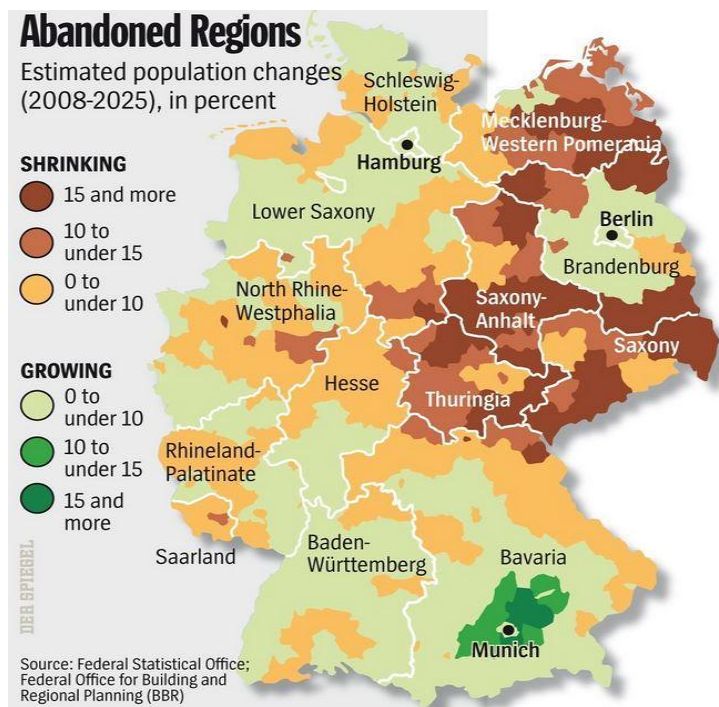 Abandoned Regions
Estimated population changes
(2008-2025), in percent
SHRINKING
15 and more
10 to
under 15
0 to
under 10
GROWING
0 to
under 10
10 to
under 15
15 and
more
Schleswig-
Holstein
Mecklenburg-
Western Pomerania
Hamburg
Lower Saxony
Berlin
Brandenburg
North Rhine-
Westphalia
Saxony-
Anhalt
Saxony
Hesse
Thuringia
Rhineland-
Palatinate
Saarland
Baden-
Württemberg
Bavaria
Munich
DER SPIEGEL
Source: Federal Statistical Office;
Federal Office for Building and
Regional Planning (BBR)